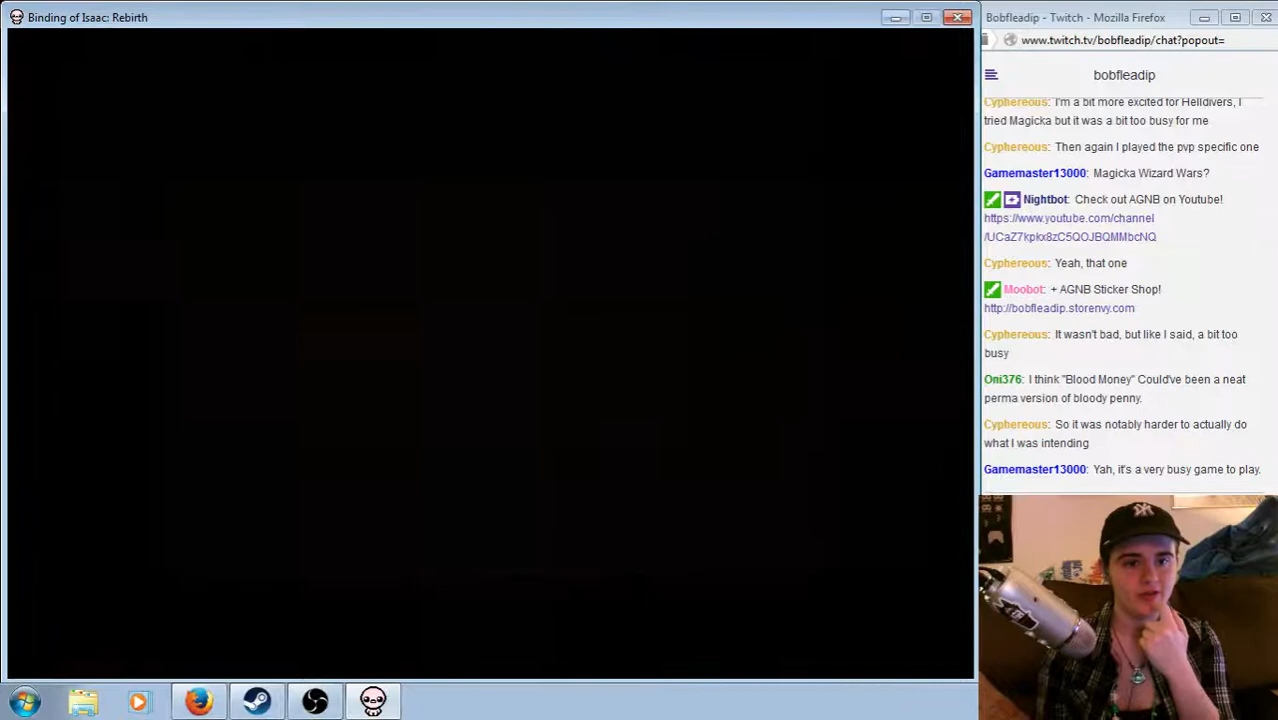 Binding of Isaac: Rebirth
Bobfleadip - Twitch - Mozilla Firefox
www.twitch.tv/bobfleadip/chat?popout=
bobfleadip
Cyphereous: I'm a bit more excited for Helldivers, I
tried Magicka but it was a bit too busy for me
Cyphereous: Then again I played the pvp specific one
Gamemaster13000: Magicka Wizard Wars?
Nightbot: Check out AGNB on Youtube!
https://www.youtube.com/channel
/UCaZ7kpkx8zC5QOJBQMMbcNQ
Cyphereous: Yeah, that one
Moobot: + AGNB Sticker Shop!
http://bobfleadip.storenvy.com
Cyphereous: It wasn't bad, but like I said, a bit too
busy
Oni376: I think "Blood Money" Could've been a neat
perma version of bloody penny.
Cyphereous: So it was notably harder to actually do
what I was intending
Gamemaster13000: Yah, it's a very busy game to play.